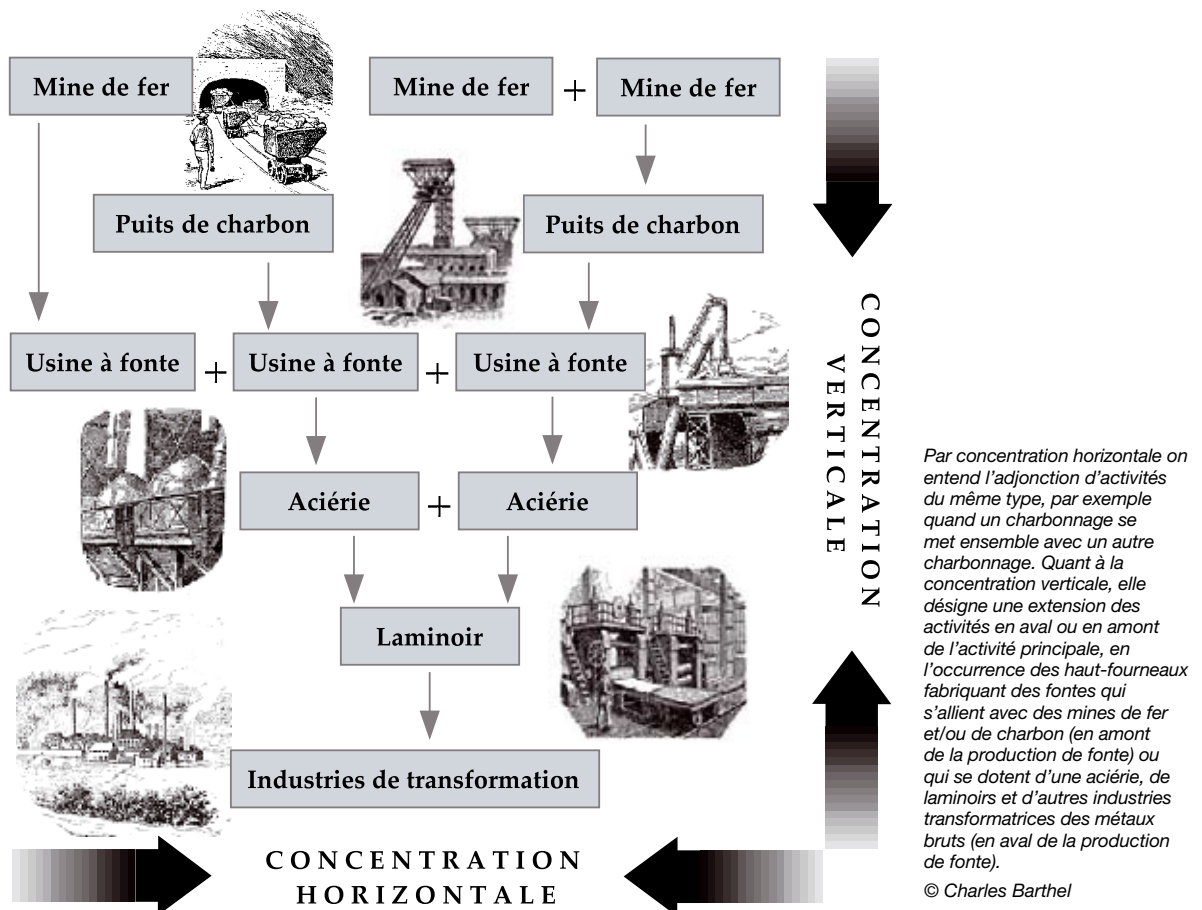 Mine de fer
Mine de fer + Mine de fer
Puits de charbon
Puits de charbon
Usine à fonte + Usine à fonte + Usine à fonte
Aciérie + Aciérie
Laminoir
Industries de transformation
CONCENTRATION
HORIZONTALE
CONCENTRATION
VERTICALE
Par concentration horizontale on
entend l’adjonction d’activités
du même type, par exemple
quand un charbonnage se
met ensemble avec un autre
charbonnage. Quant à la
concentration verticale, elle
désigne une extension des
activités en aval ou en amont
de l’activité principale, en
l’occurrence des haut-fourneaux
fabriquant des fontes qui
s’allient avec des mines de fer
et/ou de charbon (en amont
de la production de fonte) ou
qui se dotent d’une aciérie, de
laminoirs et d’autres industries
transformatrices des métaux
bruts (en aval de la production
de fonte).
© Charles Barthel